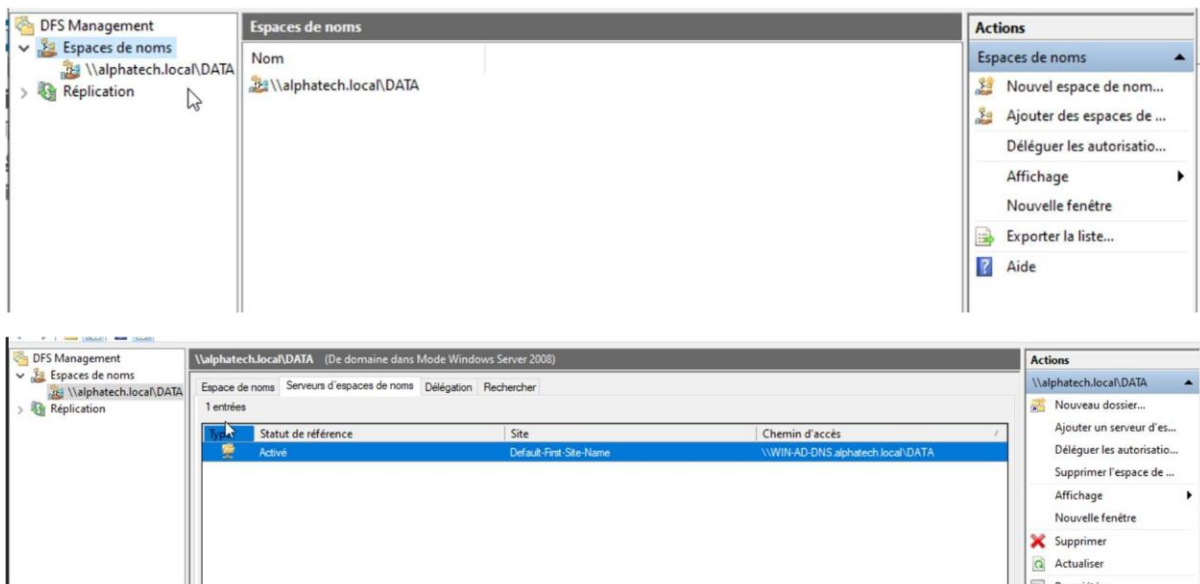 DFS Management
Espaces de noms
\\alphatech.local\DATA
Réplication
Espaces de noms
Nom
\\alphatech.local\DATA
Actions
Espaces de noms
Nouvel espace de nom...
Ajouter des espaces de ...
Déléguer les autorisatio...
Affichage
Nouvelle fenêtre
Exporter la liste...
Aide
DFS Management
Espaces de noms
\\alphatech.local\DATA
Réplication
\\alphatech.local\DATA (De domaine dans Mode Windows Server 2008)
Espace de noms Serveurs d'espaces de noms Délégation Rechercher
1 entrées
Type Statut de référence Site Chemin d'accès
Activé Default-First-Site-Name \\WIN-AD-DNS.alphatech.local\DATA
Actions
\\alphatech.local\DATA
Nouveau dossier...
Ajouter un serveur d'es...
Déléguer les autorisatio...
Supprimer l'espace de ...
Affichage
Nouvelle fenêtre
Supprimer
Actualiser